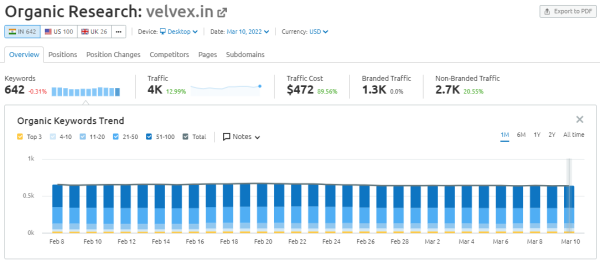 Organic Research: velvex.in
Export to PDF
IN 642 US 100 UK 26 ••• Device: Desktop Date: Mar 10, 2022 Currency: USD
Overview Positions Position Changes Competitors Pages Subdomains
Keywords Traffic Traffic Cost Branded Traffic Non-Branded Traffic
642 -0.31% 4K 12.99% $472 89.56% 1.3K 0.0% 2.7K 20.55%
Organic Keywords Trend
Top 3 4-10 11-20 21-50 51-100 Total Notes 1M 6M 1Y 2Y All time
1k
0.5k
0k
Feb 8 Feb 10 Feb 12 Feb 14 Feb 16 Feb 18 Feb 20 Feb 22 Feb 24 Feb 26 Feb 28 Mar 2 Mar 4 Mar 6 Mar 8 Mar 10